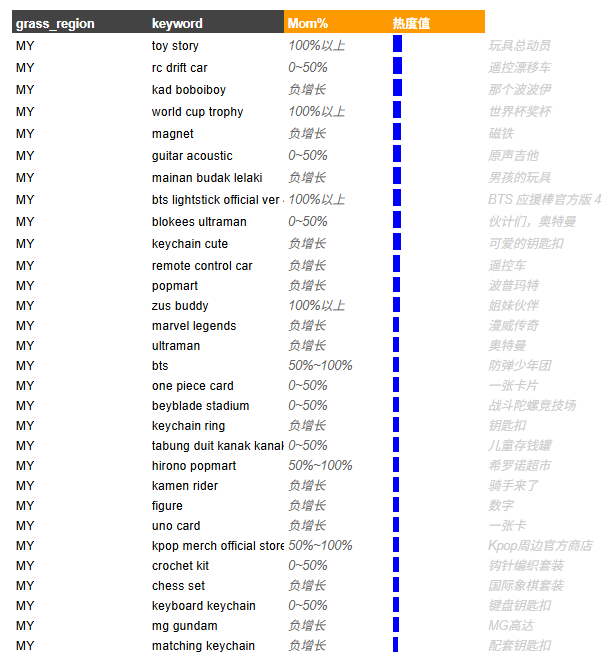 grass_region keyword Mom% 热度值
MY toy story 100%以上 玩具总动员
MY rc drift car 0~50% 遥控漂移车
MY kad boboiboy 负增长 那个波波伊
MY world cup trophy 100%以上 世界杯奖杯
MY magnet 负增长 磁铁
MY guitar acoustic 0~50% 原声吉他
MY mainan budak lelaki 负增长 男孩的玩具
MY bts lightstick official ver 100%以上 BTS 应援棒官方版 4
MY blokees ultraman 0~50% 伙计们，奥特曼
MY keychain cute 负增长 可爱的钥匙扣
MY remote control car 负增长 遥控车
MY popmart 负增长 波普玛特
MY zus buddy 100%以上 姐妹伙伴
MY marvel legends 负增长 漫威传奇
MY ultraman 负增长 奥特曼
MY bts 50%~100% 防弹少年团
MY one piece card 0~50% 一张卡片
MY beyblade stadium 0~50% 战斗陀螺竞技场
MY keychain ring 负增长 钥匙扣
MY tabung duit kanak kanak 0~50% 儿童存钱罐
MY hirono popmart 50%~100% 希罗诺超市
MY kamen rider 负增长 骑手来了
MY figure 负增长 数字
MY uno card 负增长 一张卡
MY kpop merch official store 50%~100% Kpop周边官方商店
MY crochet kit 0~50% 钩针编织套装
MY chess set 负增长 国际象棋套装
MY keyboard keychain 0~50% 键盘钥匙扣
MY mg gundam 负增长 MG高达
MY matching keychain 负增长 配套钥匙扣